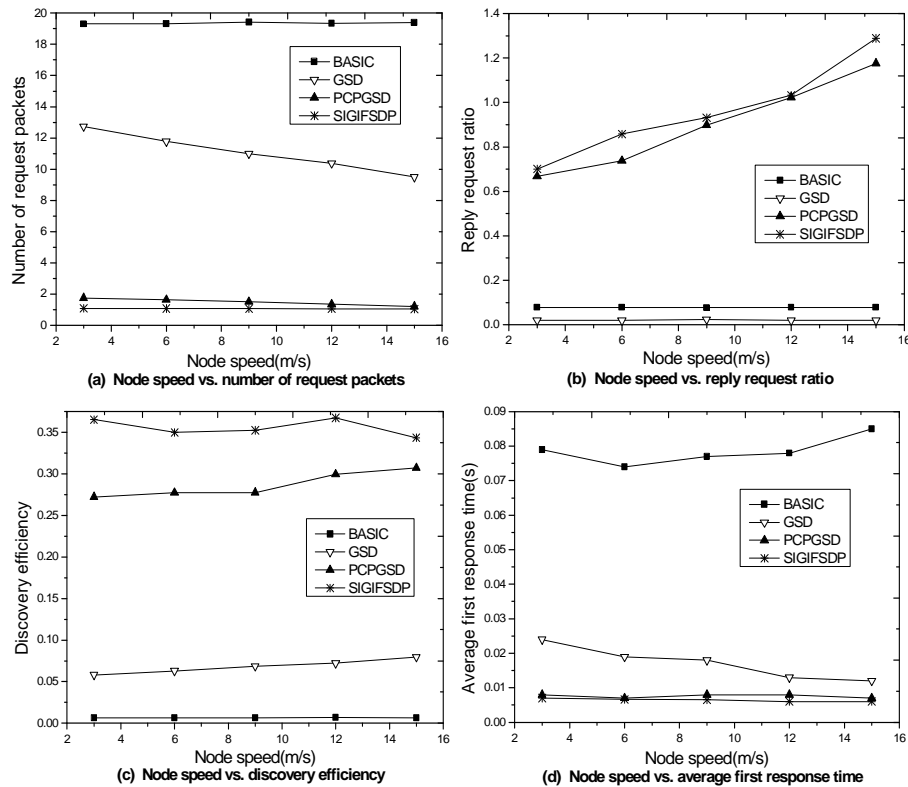 20
18
16
14
12
10
8
6
4
2
0
Number of request packets
BASIC
GSD
PCPGSD
SIGIFSDP
2 4 6 8 10 12 14 16
Node speed(m/s)
(a) Node speed vs. number of request packets
1.4
1.2
1.0
0.8
0.6
0.4
0.2
0.0
Reply request ratio
BASIC
GSD
PCPGSD
SIGIFSDP
2 4 6 8 10 12 14 16
Node speed(m/s)
(b) Node speed vs. reply request ratio
0.35
0.30
0.25
0.20
0.15
0.10
0.05
0.00
Discovery efficiency
BASIC
GSD
PCPGSD
SIGIFSDP
2 4 6 8 10 12 14 16
Node speed(m/s)
(c) Node speed vs. discovery efficiency
0.09
0.08
0.07
0.06
0.05
0.04
0.03
0.02
0.01
0.00
Average first response time(s)
BASIC
GSD
PCPGSD
SIGIFSDP
2 4 6 8 10 12 14 16
Node speed(m/s)
(d) Node speed vs. average first response time